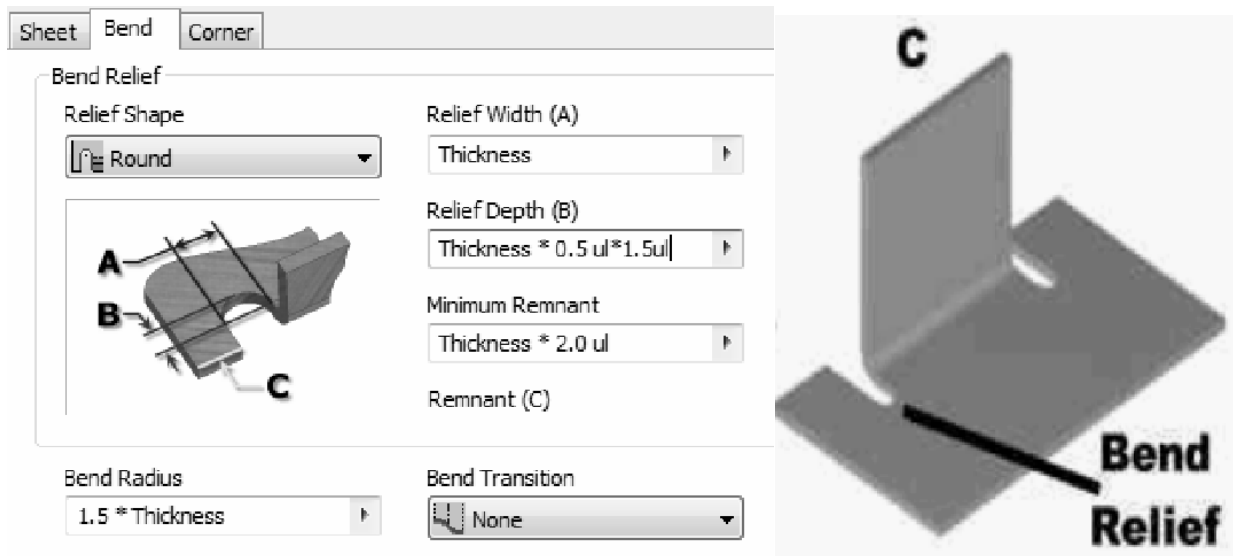 Sheet Bend Corner
Bend Relief
Relief Shape
Round
Relief Width (A)
Thickness
Relief Depth (B)
Thickness * 0.5 ul*1.5ul
Minimum Remnant
Thickness * 2.0 ul
Remnant (C)
A
B
C
Bend Radius
1.5 * Thickness
Bend Transition
None
C
Bend
Relief